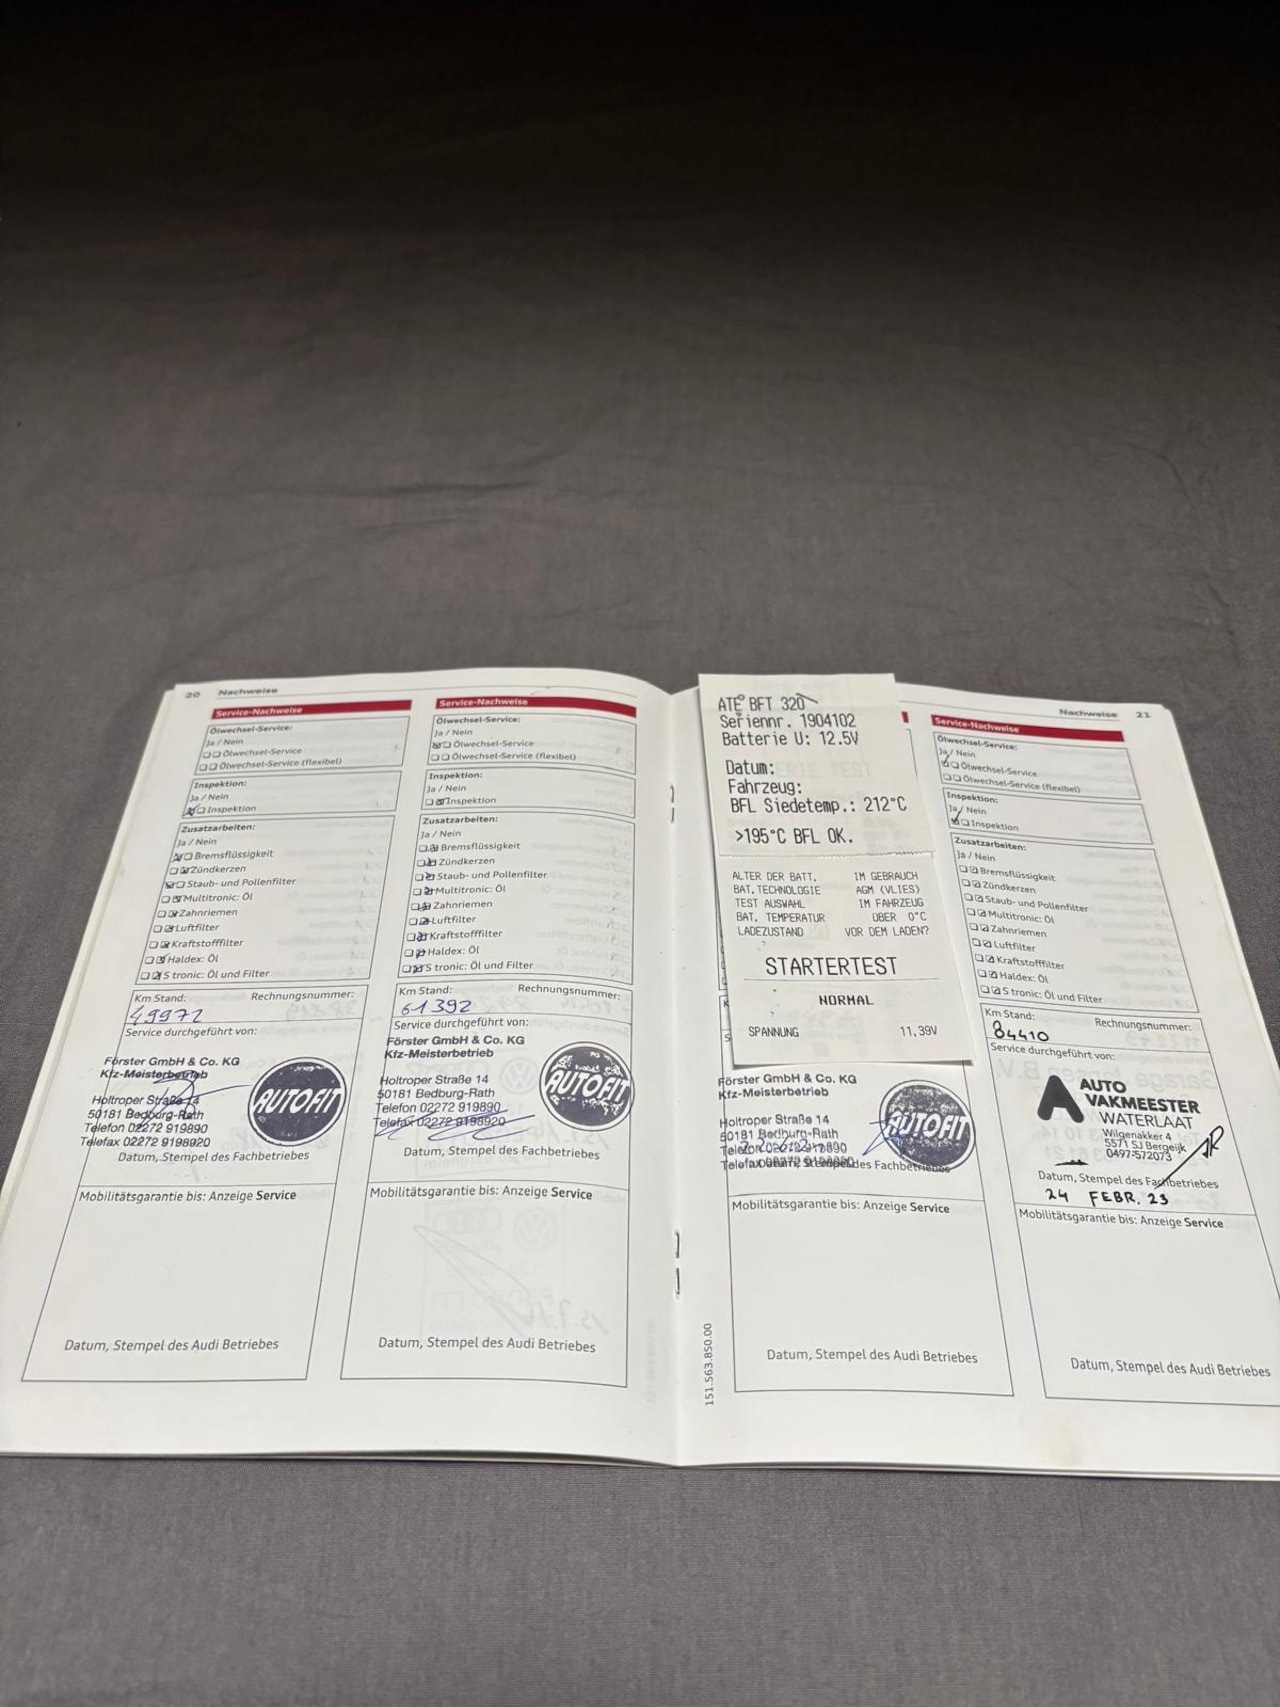 20 Nachweise
Service-Nachweise
Ölwechsel-Service:
Ja / Nein
Ölwechsel-Service
Ölwechsel-Service (flexibel)
Inspektion:
Ja / Nein
Inspektion
Zusatzarbeiten:
Ja / Nein
Bremsflüssigkeit
Zündkerzen
Staub- und Pollenfilter
Multitronic: Öl
Zahnriemen
Luftfilter
Kraftstofffilter
Haldex: Öl
S tronic: Öl und Filter
Km Stand: Rechnungsnummer:
49971
Service durchgeführt von:
Förster GmbH & Co. KG
Kfz-Meisterbetrieb
Holtroper Straße 14
50181 Bedburg-Rath
Telefon 02272 919890
Telefax 02272 9198920
AUTOFIT
Datum, Stempel des Fachbetriebes
Mobilitätsgarantie bis: Anzeige Service
Datum, Stempel des Audi Betriebes
Service-Nachweise
Ölwechsel-Service:
Ja / Nein
Ölwechsel-Service
Ölwechsel-Service (flexibel)
Inspektion:
Ja / Nein
Inspektion
Zusatzarbeiten:
Ja / Nein
Bremsflüssigkeit
Zündkerzen
Staub- und Pollenfilter
Multitronic: Öl
Zahnriemen
Luftfilter
Kraftstofffilter
Haldex: Öl
S tronic: Öl und Filter
Km Stand: Rechnungsnummer:
61392
Service durchgeführt von:
Förster GmbH & Co. KG
Kfz-Meisterbetrieb
Holtroper Straße 14
50181 Bedburg-Rath
Telefon 02272 919890
Telefax 02272 9198920
AUTOFIT
Datum, Stempel des Fachbetriebes
Mobilitätsgarantie bis: Anzeige Service
Datum, Stempel des Audi Betriebes
ATE BFT 320
Seriennr. 1904102
Batterie U: 12.5V
Datum:
Fahrzeug:
BFL Siedetemp.: 212°C
>195°C BFL OK.
ALTER DER BATT. IM GEBRAUCH
BAT. TECHNOLOGIE AGM (VLIES)
TEST AUSWAHL IM FAHRZEUG
BAT. TEMPERATUR ÜBER 0°C
LADEZUSTAND VOR DEM LADEN?
STARTERTEST
NORMAL
SPANNUNG 11,39V
Förster GmbH & Co. KG
Kfz-Meisterbetrieb
Holtroper Straße 14
50181 Bedburg-Rath
Telefon
Telefax
AUTOFIT
Datum, Stempel des Fachbetriebes
Mobilitätsgarantie bis: Anzeige Service
Datum, Stempel des Audi Betriebes
151.563.850.00
Nachweise 21
Service-Nachweise
Ölwechsel-Service:
Ja / Nein
Ölwechsel-Service
Ölwechsel-Service (flexibel)
Inspektion:
Ja / Nein
Inspektion
Zusatzarbeiten:
Ja / Nein
Bremsflüssigkeit
Zündkerzen
Staub- und Pollenfilter
Multitronic: Öl
Zahnriemen
Luftfilter
Kraftstofffilter
Haldex: Öl
S tronic: Öl und Filter
Km Stand: Rechnungsnummer:
84410
Service durchgeführt von:
AUTO
VAKMEESTER
WATERLAAT
Wilgenakker 4
5571 SJ Bergeijk
0497-572073
Datum, Stempel des Fachbetriebes
24 FEBR. 23
Mobilitätsgarantie bis: Anzeige Service
Datum, Stempel des Audi Betriebes